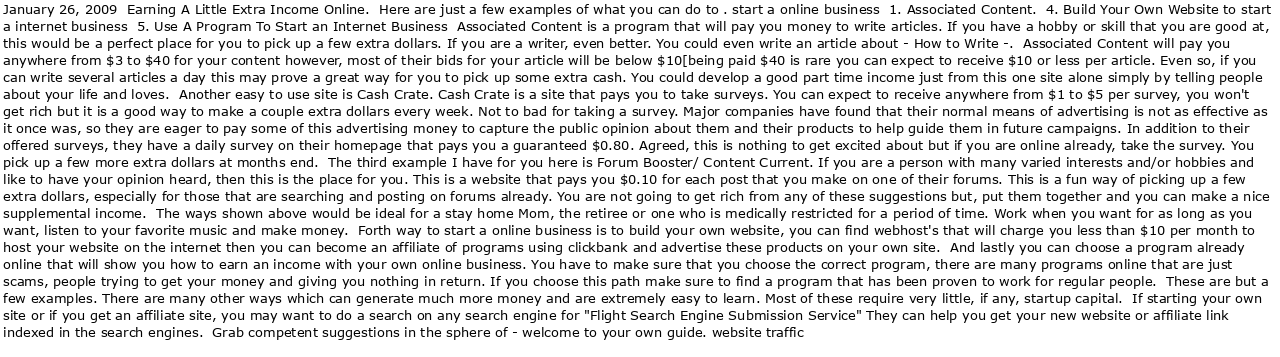 January 26, 2009  Earning A Little Extra Income Online.  Here are just a few examples of what you can do to . start a online business  1. Associated Content.  4. Build Your Own Website to start
a internet business  5. Use A Program To Start an Internet Business  Associated Content is a program that will pay you money to write articles. If you have a hobby or skill that you are good at,
this would be a perfect place for you to pick up a few extra dollars. If you are a writer, even better. You could even write an article about - How to Write -.  Associated Content will pay you
anywhere from $3 to $40 for your content however, most of their bids for your article will be below $10[being paid $40 is rare you can expect to receive $10 or less per article. Even so, if you
can write several articles a day this may prove a great way for you to pick up some extra cash. You could develop a good part time income just from this one site alone simply by telling people
about your life and loves.  Another easy to use site is Cash Crate. Cash Crate is a site that pays you to take surveys. You can expect to receive anywhere from $1 to $5 per survey, you won't
get rich but it is a good way to make a couple extra dollars every week. Not to bad for taking a survey. Major companies have found that their normal means of advertising is not as effective as
it once was, so they are eager to pay some of this advertising money to capture the public opinion about them and their products to help guide them in future campaigns. In addition to their
offered surveys, they have a daily survey on their homepage that pays you a guaranteed $0.80. Agreed, this is nothing to get excited about but if you are online already, take the survey. You
pick up a few more extra dollars at months end.  The third example I have for you here is Forum Booster/ Content Current. If you are a person with many varied interests and/or hobbies and
like to have your opinion heard, then this is the place for you. This is a website that pays you $0.10 for each post that you make on one of their forums. This is a fun way of picking up a few
extra dollars, especially for those that are searching and posting on forums already. You are not going to get rich from any of these suggestions but, put them together and you can make a nice
supplemental income.  The ways shown above would be ideal for a stay home Mom, the retiree or one who is medically restricted for a period of time. Work when you want for as long as you
want, listen to your favorite music and make money.  Forth way to start a online business is to build your own website, you can find webhost's that will charge you less than $10 per month to
host your website on the internet then you can become an affiliate of programs using clickbank and advertise these products on your own site.  And lastly you can choose a program already
online that will show you how to earn an income with your own online business. You have to make sure that you choose the correct program, there are many programs online that are just
scams, people trying to get your money and giving you nothing in return. If you choose this path make sure to find a program that has been proven to work for regular people.  These are but a
few examples. There are many other ways which can generate much more money and are extremely easy to learn. Most of these require very little, if any, startup capital.  If starting your own
site or if you get an affiliate site, you may want to do a search on any search engine for "Flight Search Engine Submission Service" They can help you get your new website or affiliate link
indexed in the search engines.  Grab competent suggestions in the sphere of - welcome to your own guide. website traffic